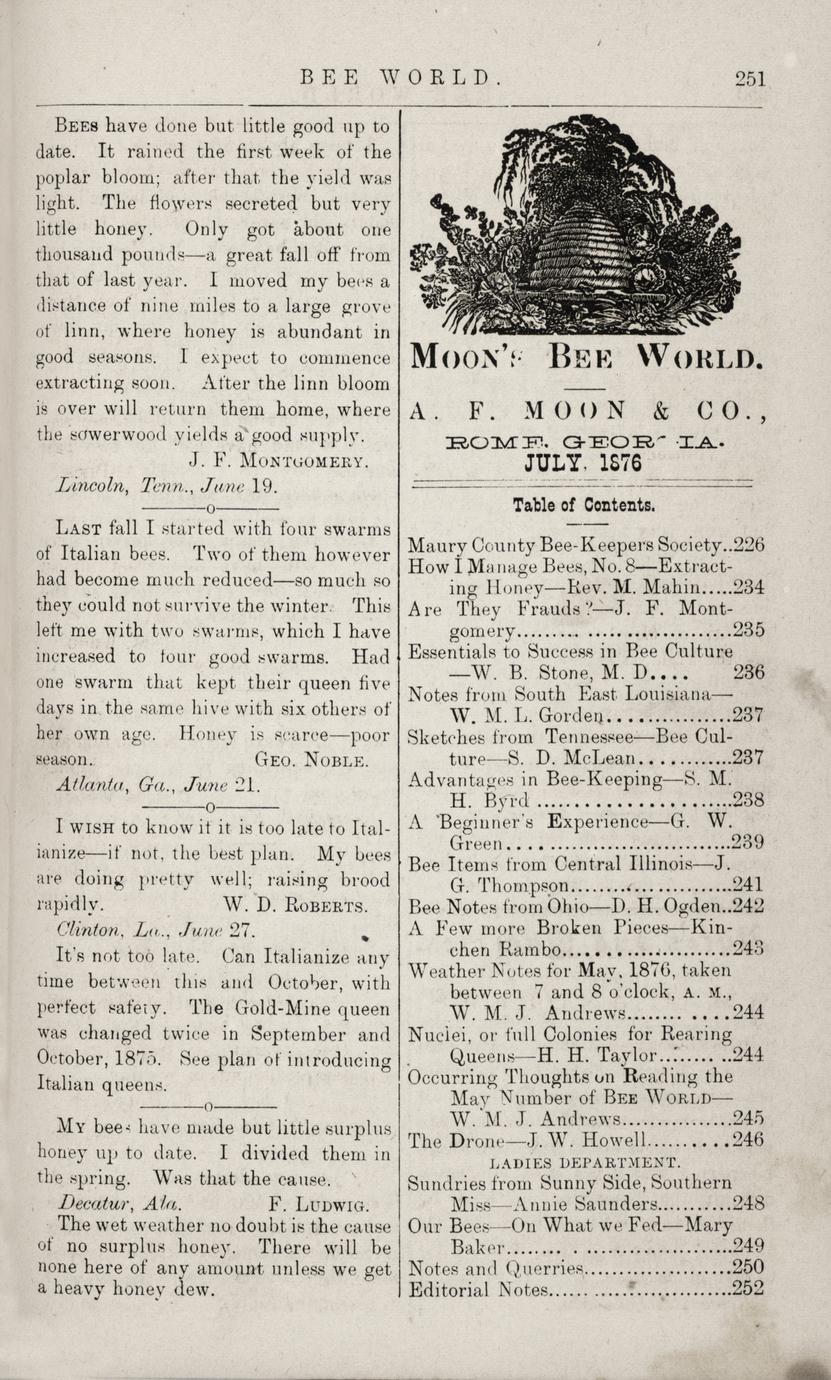 BEE WORLD. 251
BEES have done but little good up to
date. It rained the first week of the
poplar bloom; after that the yield was
light. The flowers secreted but very
little honey. Only got about one
thousand pounds—a great fall off from
that of last year. I moved my bees a
distance of nine miles to a large grove
of linn, where honey is abundant in
good seasons. I expect to commence
extracting soon. After the linn bloom
is over will return them home, where
the sowerwood yields a good supply.
J. F. MONTGOMERY.
Lincoln, Tenn., June 19.
LAST fall I started with four swarms
of Italian bees. Two of them however
had become much reduced—so much so
they could not survive the winter. This
left me with two swarms, which I have
increased to four good swarms. Had
one swarm that kept their queen five
days in the same hive with six others of
her own age. Honey is scarce—poor
season. GEO. NOBLE.
Atlanta, Ga., June 21.
I WISH to know if it is too late to Ital-
ianize—if not, the best plan. My bees
are doing pretty well; raising brood
rapidly. W. D. ROBERTS.
Clinton, La., June 27.
It's not too late. Can Italianize any
time between this and October, with
perfect safety. The Gold-Mine queen
was changed twice in September and
October, 1875. See plan of introducing
Italian queens.
MY bees have made but little surplus
honey up to date. I divided them in
the spring. Was that the cause.
Decatur, Ala. F. LUDWIG.
The wet weather no doubt is the cause
of no surplus honey. There will be
none here of any amount unless we get
a heavy honey dew.
MOON'S BEE WORLD.
A. F. MOON & CO.,
ROME, GEORGIA.
JULY, 1876
Table of Contents.
Maury County Bee-Keepers Society..226
How I Manage Bees, No. 8—Extract-
ing Honey—Rev. M. Mahin.....234
Are They Frauds?—J. F. Mont-
gomery..............................235
Essentials to Success in Bee Culture
—W. B. Stone, M. D.... 236
Notes from South East Louisiana—
W. M. L. Gorden................237
Sketches from Tennessee—Bee Cul-
ture—S. D. McLean............237
Advantages in Bee-Keeping—S. M.
H. Byrd ......................238
A Beginner's Experience—G. W.
Green..............................239
Bee Items from Central Illinois—J.
G. Thompson.....................241
Bee Notes from Ohio—D. H. Ogden..242
A Few more Broken Pieces—Kin-
chen Rambo......................243
Weather Notes for May, 1876, taken
between 7 and 8 o'clock, A. M.,
W. M. J. Andrews............244
Nuclei, or full Colonies for Rearing
Queens—H. H. Taylor.........244
Occurring Thoughts on Reading the
May Number of BEE WORLD—
W. M. J. Andrews...............245
The Drone—J. W. Howell.........246
LADIES DEPARTMENT.
Sundries from Sunny Side, Southern
Miss—Annie Saunders...........248
Our Bees—On What we Fed—Mary
Baker..............................249
Notes and Querries.....................250
Editorial Notes..........................252